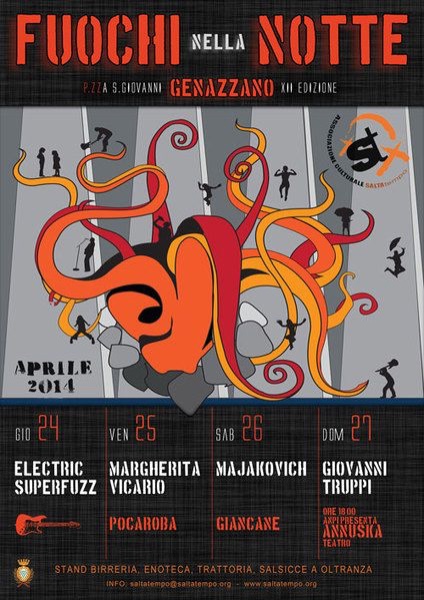 FUOCHI NELLA NOTTE
P.ZZA S.GIOVANNI GENAZZANO XII EDIZIONE
ASSOCIAZIONE CULTURALE SALTAtempo
APRILE
2014
GIO 24
ELECTRIC
SUPERFUZZ
VEN 25
MARGHERITA
VICARIO
POCAROBA
SAB 26
MAJAKOVICH
GIANCANE
DOM 27
GIOVANNI
TRUPPI
ORE 18:00
ANPI PRESENTA
ANNUSKA
TEATRO
STAND BIRRERIA, ENOTECA, TRATTORIA, SALSICCE A OLTRANZA
INFO: saltatempo@saltatempo.org - www.saltatempo.org